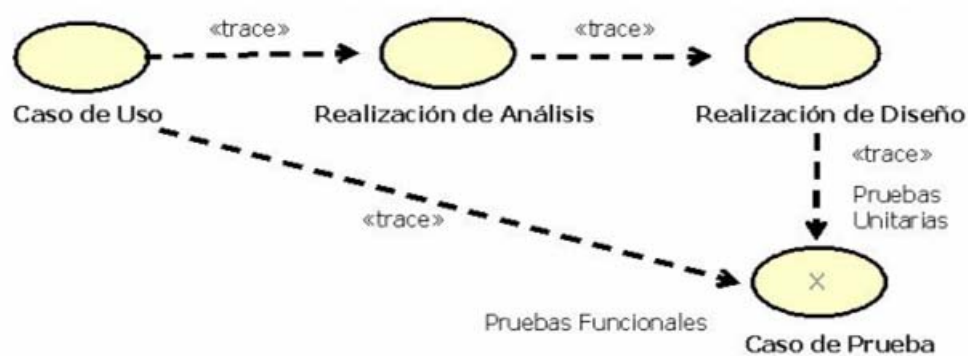 «trace»
«trace»
Caso de Uso
Realización de Análisis
Realización de Diseño
«trace»
Pruebas
Unitarias
«trace»
X
Pruebas Funcionales
Caso de Prueba